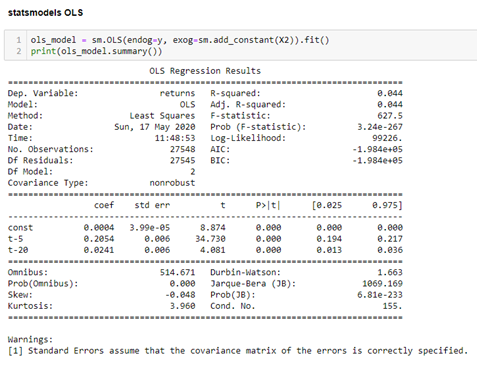 statsmodels OLS
1 ols_model = sm.OLS(endog=y, exog=sm.add_constant(X2)).fit()
2 print(ols_model.summary())
OLS Regression Results
==============================================================================
Dep. Variable: returns R-squared: 0.044
Model: OLS Adj. R-squared: 0.044
Method: Least Squares F-statistic: 627.5
Date: Sun, 17 May 2020 Prob (F-statistic): 3.24e-267
Time: 11:48:53 Log-Likelihood: 99226.
No. Observations: 27548 AIC: -1.984e+05
Df Residuals: 27545 BIC: -1.984e+05
Df Model: 2
Covariance Type: nonrobust
==============================================================================
coef std err t P>|t| [0.025 0.975]
------------------------------------------------------------------------------
const 0.0004 3.99e-05 8.874 0.000 0.000 0.000
t-5 0.2054 0.006 34.730 0.000 0.194 0.217
t-20 0.0241 0.006 4.081 0.000 0.013 0.036
==============================================================================
Omnibus: 514.671 Durbin-Watson: 1.663
Prob(Omnibus): 0.000 Jarque-Bera (JB): 1069.169
Skew: -0.048 Prob(JB): 6.81e-233
Kurtosis: 3.960 Cond. No. 155.
==============================================================================
Warnings:
[1] Standard Errors assume that the covariance matrix of the errors is correctly specified.